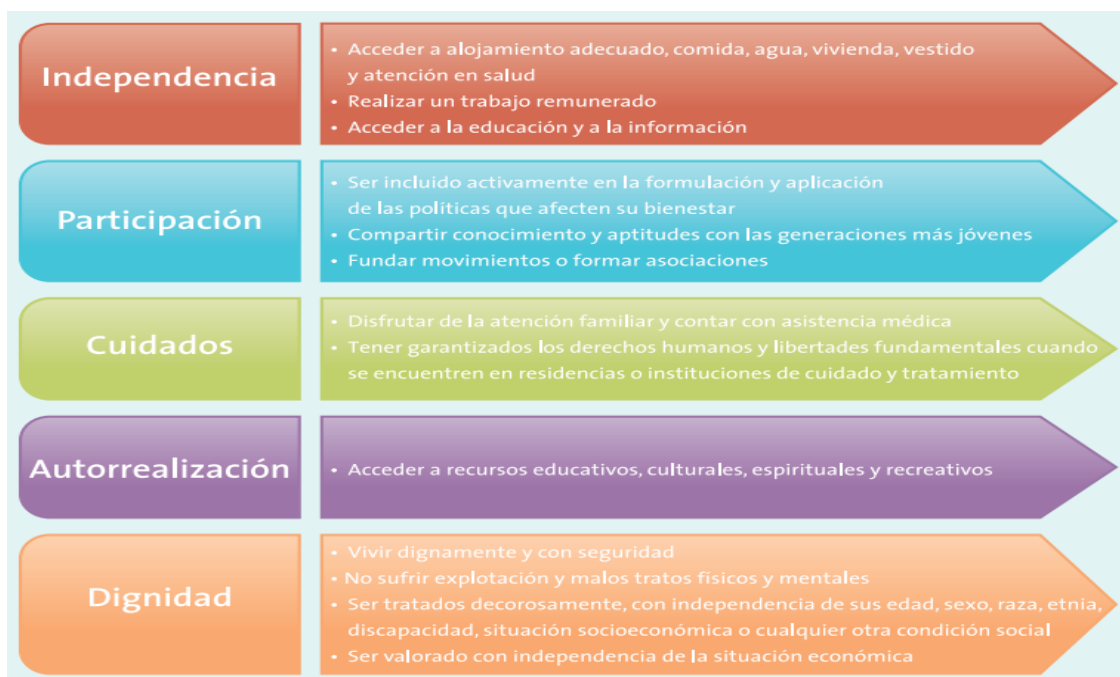 Independencia
• Acceder a alojamiento adecuado, comida, agua, vivienda, vestido
y atención en salud
• Realizar un trabajo remunerado
• Acceder a la educación y a la información
Participación
• Ser incluido activamente en la formulación y aplicación
de las políticas que afecten su bienestar
• Compartir conocimiento y aptitudes con las generaciones más jóvenes
• Fundar movimientos o formar asociaciones
Cuidados
• Disfrutar de la atención familiar y contar con asistencia médica
• Tener garantizados los derechos humanos y libertades fundamentales cuando
se encuentren en residencias o instituciones de cuidado y tratamiento
Autorrealización
• Acceder a recursos educativos, culturales, espirituales y recreativos
Dignidad
• Vivir dignamente y con seguridad
• No sufrir explotación y malos tratos físicos y mentales
• Ser tratados decorosamente, con independencia de sus edad, sexo, raza, etnia,
discapacidad, situación socioeconómica o cualquier otra condición social
• Ser valorado con independencia de la situación económica